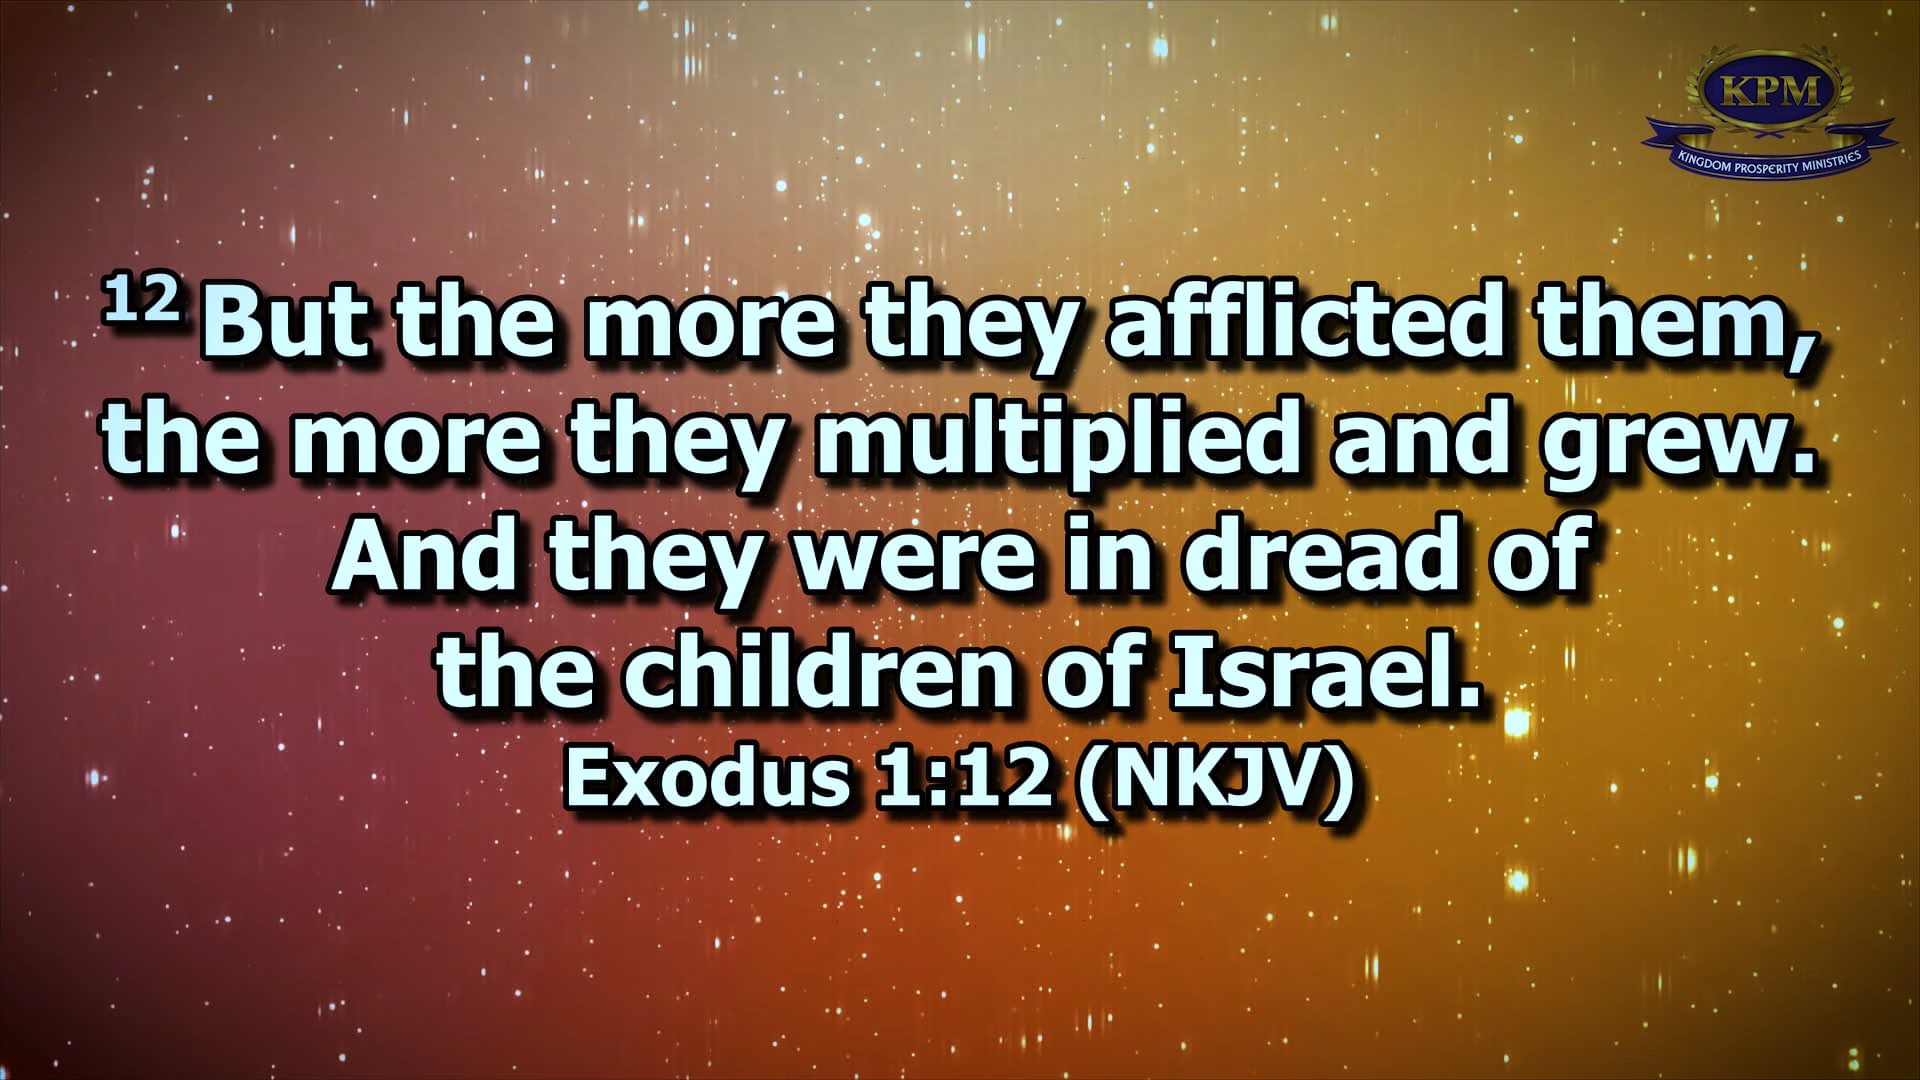 KPM
KINGDOM PROSPERITY MINISTRIES
12 But the more they afflicted them,
the more they multiplied and grew.
And they were in dread of
the children of Israel.
Exodus 1:12 (NKJV)